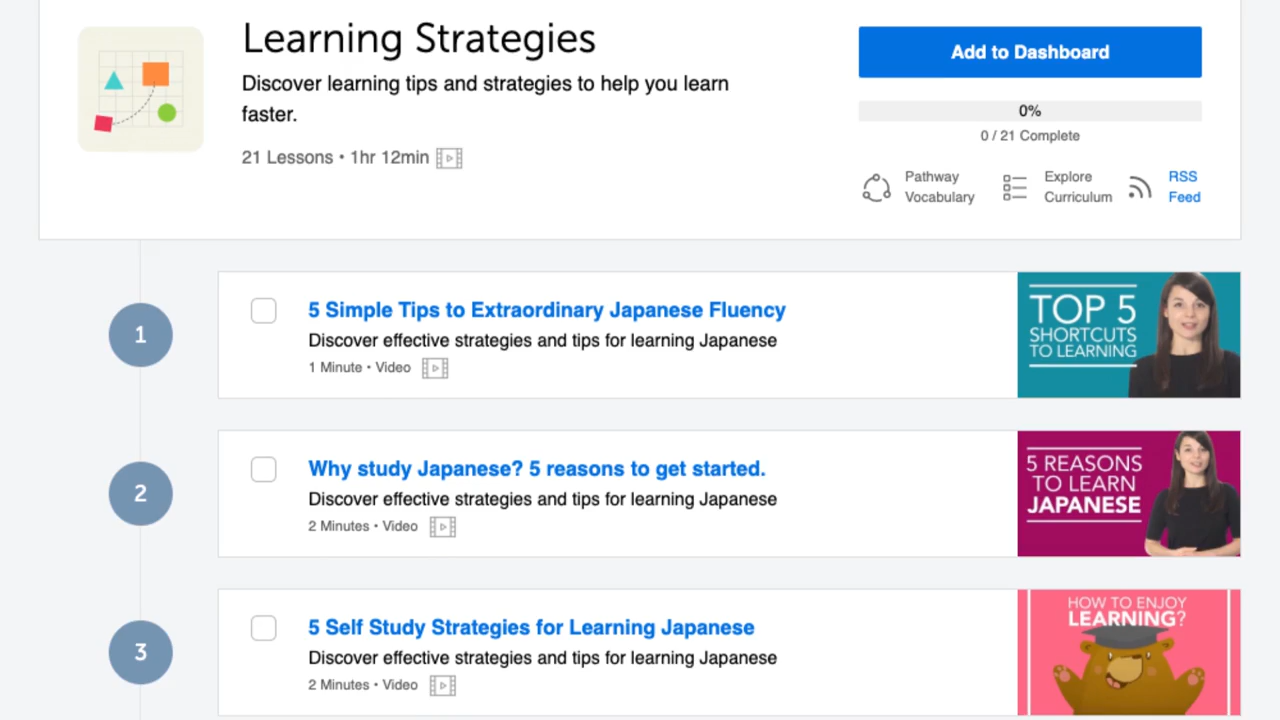 Learning Strategies
Discover learning tips and strategies to help you learn
faster.
21 Lessons • 1hr 12min
Add to Dashboard
0%
0 / 21 Complete
Pathway
Vocabulary
Explore
Curriculum
RSS
Feed
1
5 Simple Tips to Extraordinary Japanese Fluency
Discover effective strategies and tips for learning Japanese
1 Minute • Video
TOP 5
SHORTCUTS
TO LEARNING
2
Why study Japanese? 5 reasons to get started.
Discover effective strategies and tips for learning Japanese
2 Minutes • Video
5 REASONS
TO LEARN
JAPANESE
3
5 Self Study Strategies for Learning Japanese
Discover effective strategies and tips for learning Japanese
2 Minutes • Video
HOW TO ENJOY
LEARNING?